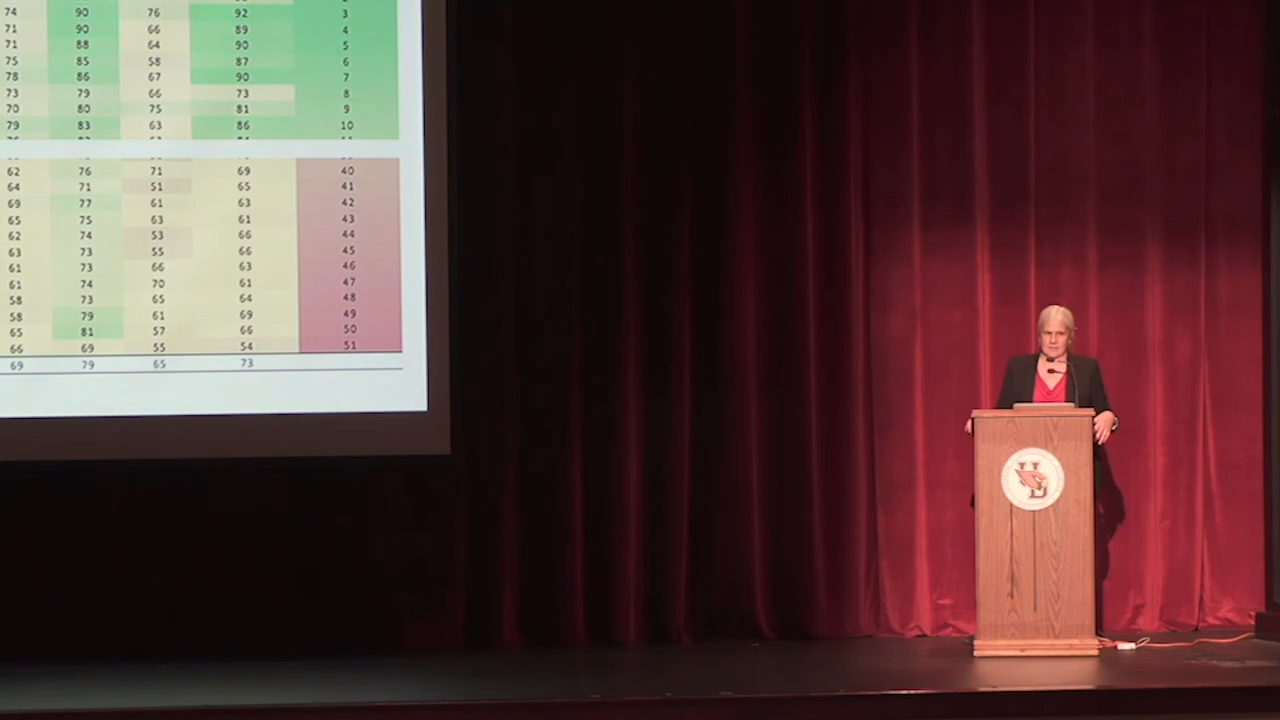 74 90 76 92 3
71 90 66 89 4
71 88 64 90 5
75 85 58 87 6
78 86 67 90 7
73 79 66 73 8
70 80 75 81 9
79 83 63 86 10
62 76 71 69 40
64 71 51 65 41
69 77 61 63 42
65 75 63 61 43
62 74 53 66 44
63 73 55 66 45
61 73 66 63 46
61 74 70 61 47
58 73 65 64 48
58 79 61 69 49
65 81 57 66 50
66 69 55 54 51
69 79 65 73